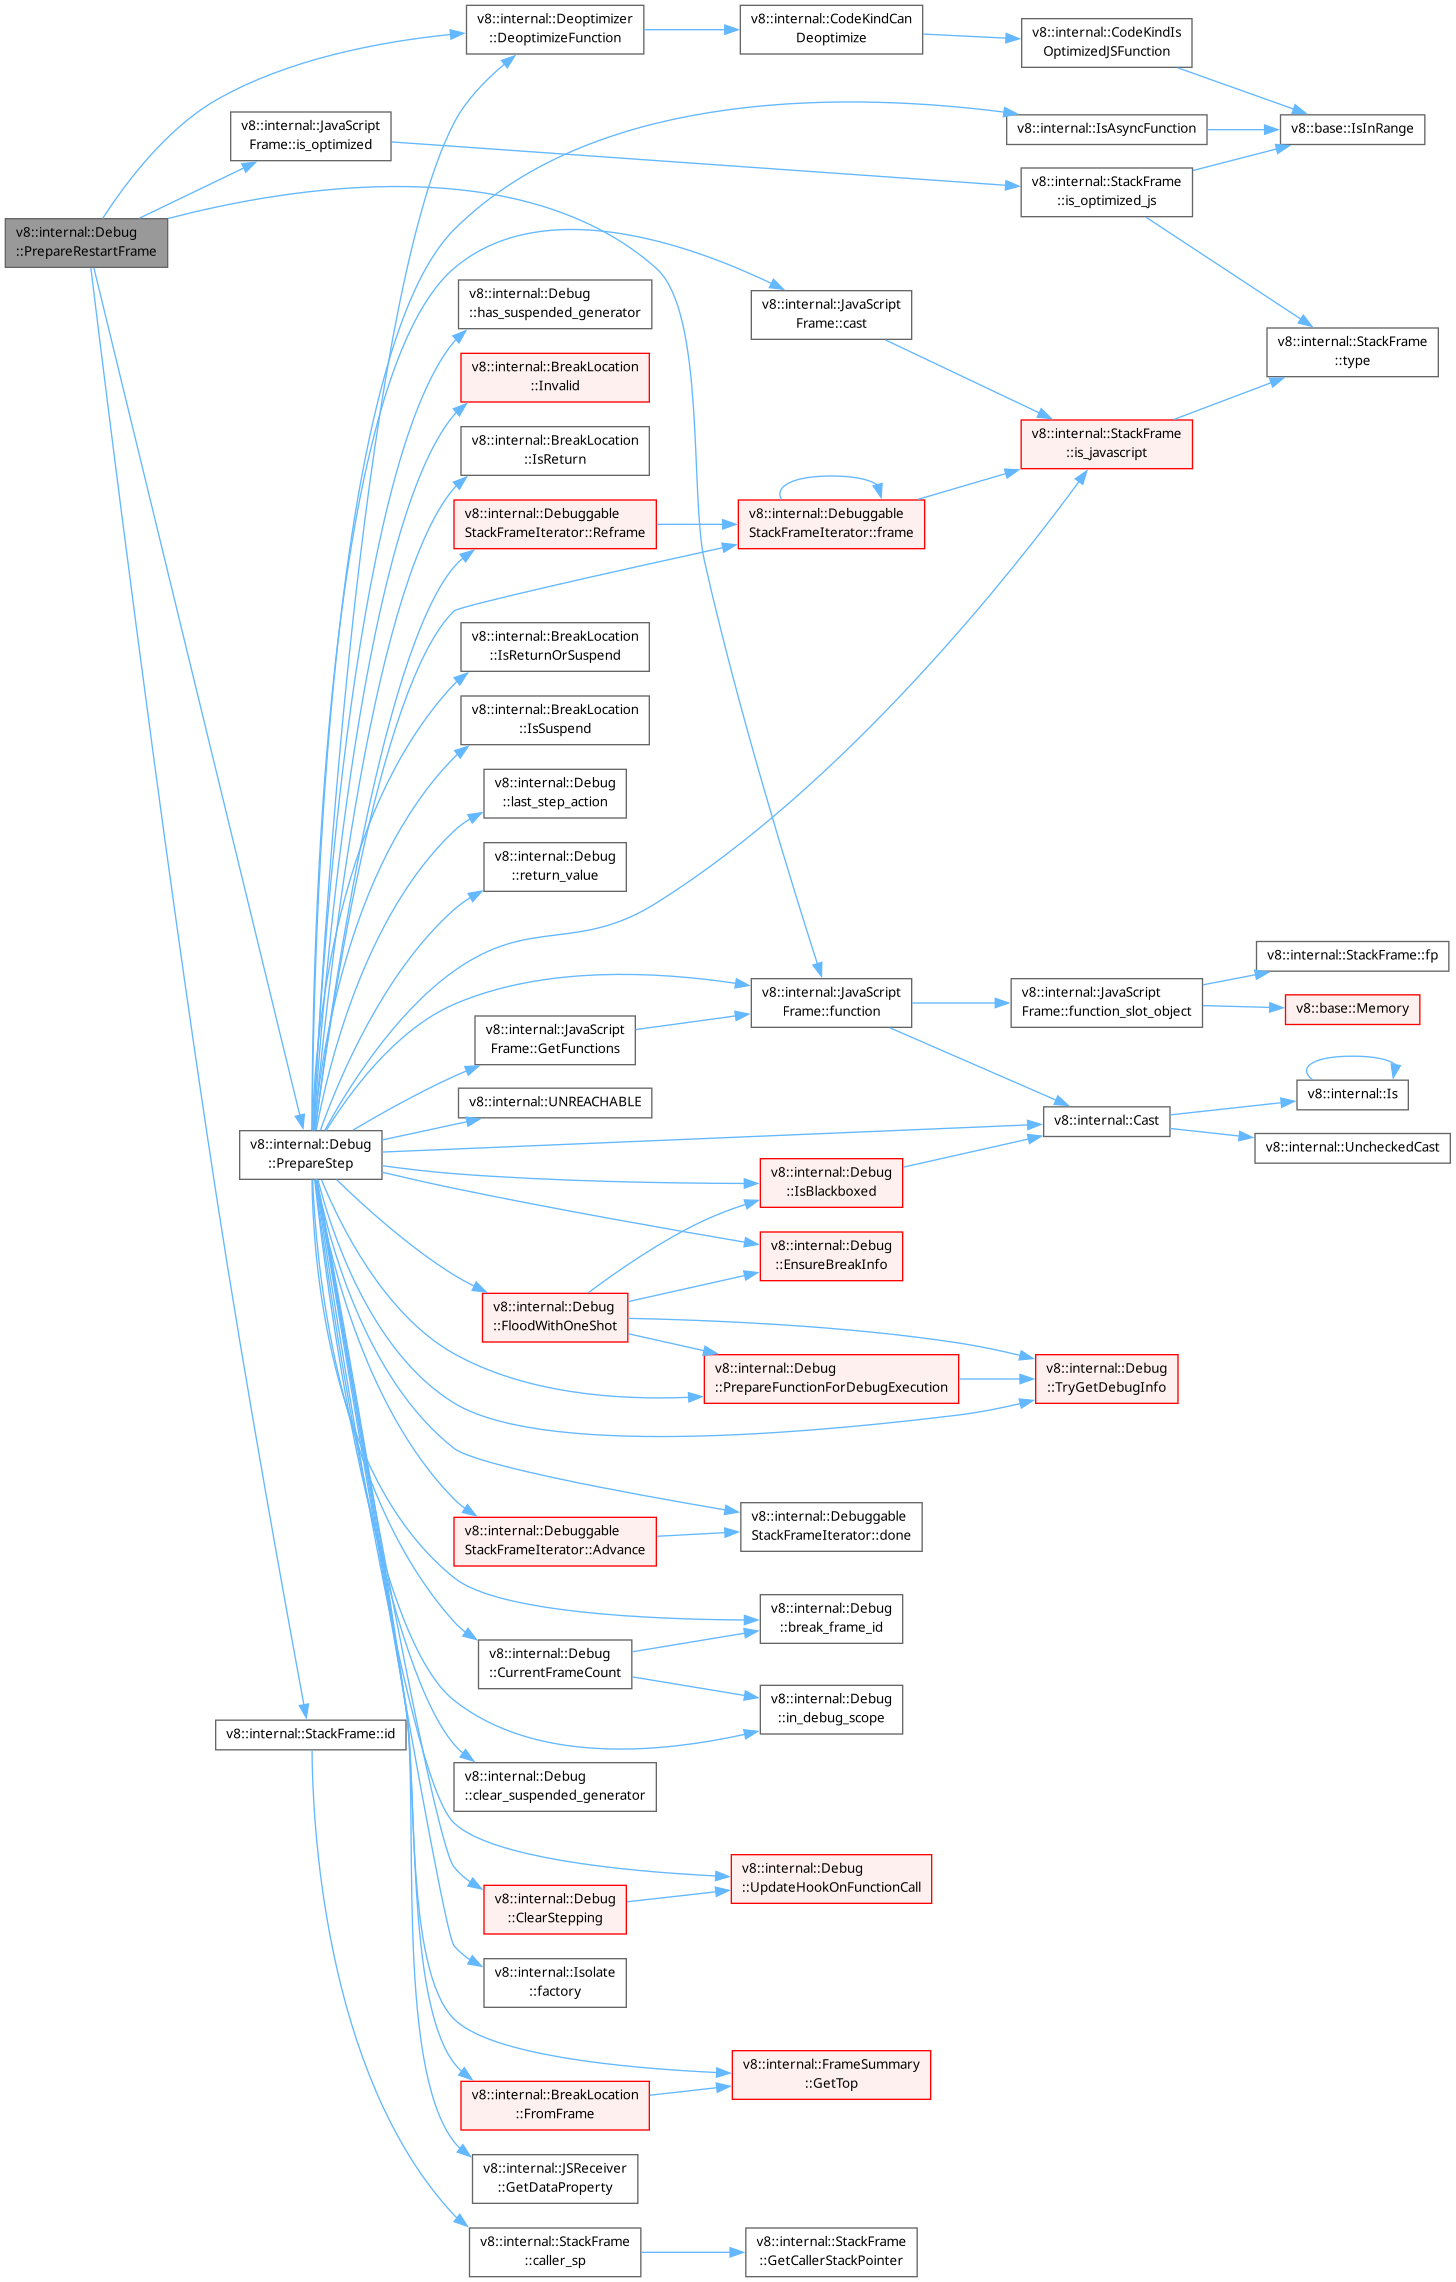 v8::internal::Debug
::PrepareRestartFrame
v8::internal::Deoptimizer
::DeoptimizeFunction
v8::internal::CodeKindCan
Deoptimize
v8::internal::CodeKindIs
OptimizedJSFunction
v8::base::IsInRange
v8::internal::JavaScript
Frame::is_optimized
v8::internal::IsAsyncFunction
v8::internal::StackFrame
::is_optimized_js
v8::internal::StackFrame
::type
v8::internal::Debug
::has_suspended_generator
v8::internal::JavaScript
Frame::cast
v8::internal::BreakLocation
::Invalid
v8::internal::StackFrame
::is_javascript
v8::internal::BreakLocation
::IsReturn
v8::internal::Debuggable
StackFrameIterator::Reframe
v8::internal::Debuggable
StackFrameIterator::frame
v8::internal::BreakLocation
::IsReturnOrSuspend
v8::internal::BreakLocation
::IsSuspend
v8::internal::Debug
::last_step_action
v8::internal::Debug
::return_value
v8::internal::JavaScript
Frame::function
v8::internal::JavaScript
Frame::function_slot_object
v8::internal::StackFrame::fp
v8::base::Memory
v8::internal::JavaScript
Frame::GetFunctions
v8::internal::UNREACHABLE
v8::internal::Cast
v8::internal::Is
v8::internal::UncheckedCast
v8::internal::Debug
::PrepareStep
v8::internal::Debug
::IsBlackboxed
v8::internal::Debug
::EnsureBreakInfo
v8::internal::Debug
::FloodWithOneShot
v8::internal::Debug
::PrepareFunctionForDebugExecution
v8::internal::Debug
::TryGetDebugInfo
v8::internal::Debuggable
StackFrameIterator::Advance
v8::internal::Debuggable
StackFrameIterator::done
v8::internal::Debug
::CurrentFrameCount
v8::internal::Debug
::break_frame_id
v8::internal::Debug
::in_debug_scope
v8::internal::StackFrame::id
v8::internal::Debug
::clear_suspended_generator
v8::internal::Debug
::ClearStepping
v8::internal::Debug
::UpdateHookOnFunctionCall
v8::internal::Isolate
::factory
v8::internal::BreakLocation
::FromFrame
v8::internal::FrameSummary
::GetTop
v8::internal::JSReceiver
::GetDataProperty
v8::internal::StackFrame
::caller_sp
v8::internal::StackFrame
::GetCallerStackPointer